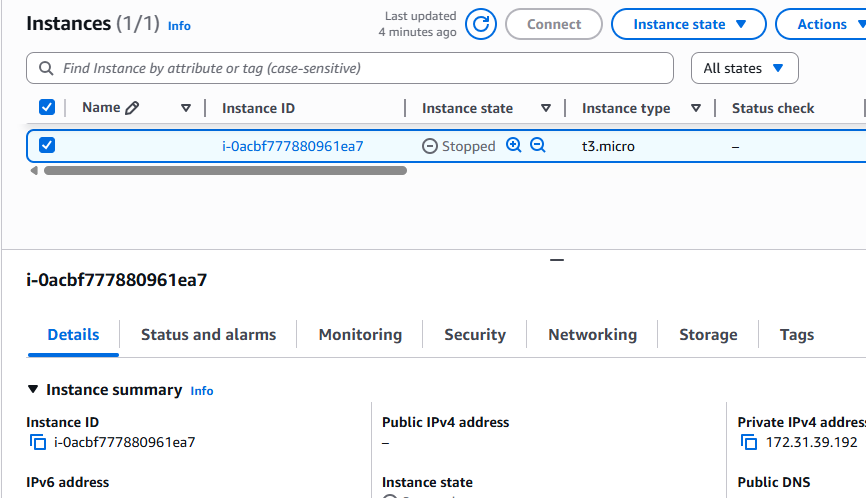 Instances (1/1) Info
Last updated
4 minutes ago
Connect
Instance state
Actions
Find Instance by attribute or tag (case-sensitive)
All states
Name Instance ID Instance state Instance type Status check
i-0acbf777880961ea7 Stopped t3.micro –
i-0acbf777880961ea7
Details Status and alarms Monitoring Security Networking Storage Tags
Instance summary Info
Instance ID Public IPv4 address Private IPv4 addres
i-0acbf777880961ea7 – 172.31.39.192
IPv6 address Instance state Public DNS